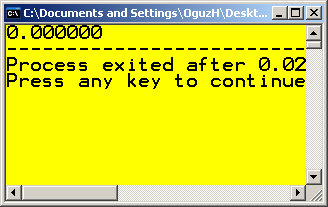 C:\Documents and Settings\OguzH\Deskt...
0.000000
--------------------------------
Process exited after 0.02
Press any key to continue